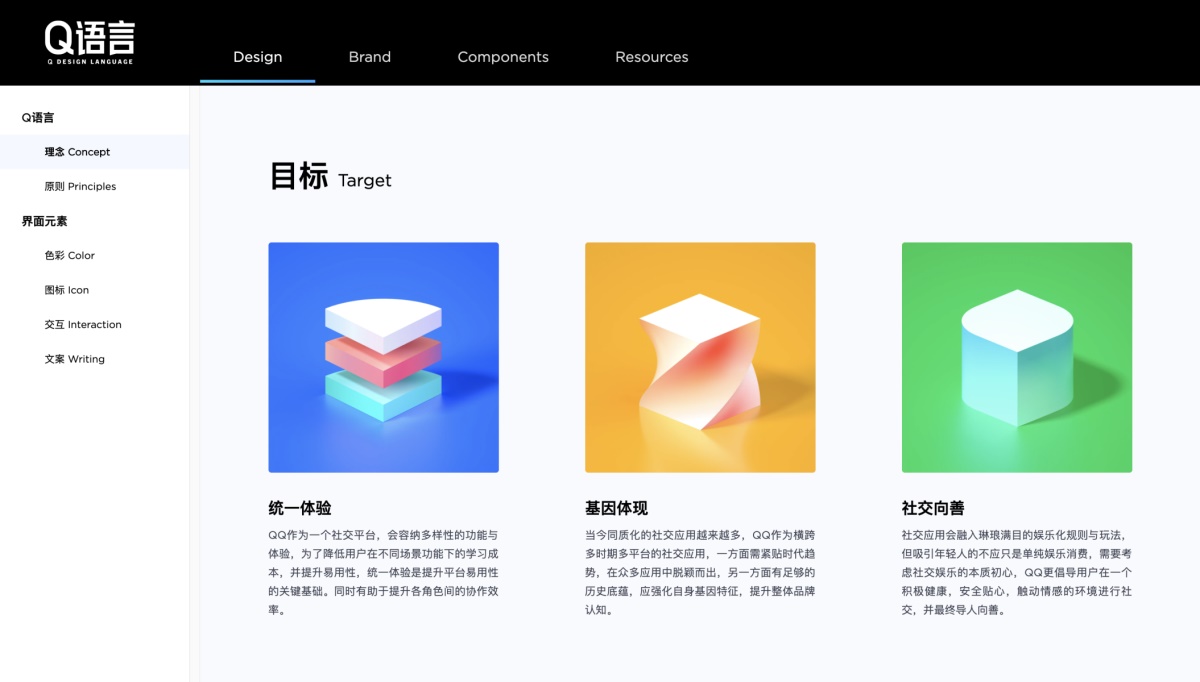 Q语言
Q DESIGN LANGUAGE
Design
Brand
Components
Resources
Q语言
理念 Concept
原则 Principles
界面元素
色彩 Color
图标 Icon
交互 Interaction
文案 Writing
目标 Target
统一体验
QQ作为一个社交平台，会容纳多样性的功能与
体验，为了降低用户在不同场景功能下的学习成
本，并提升易用性，统一体验是提升平台易用性
的关键基础。同时有助于提升各角色间的协作效
率。
基因体现
当今同质化的社交应用越来越多，QQ作为横跨
多时期多平台的社交应用，一方面需紧贴时代趋
势，在众多应用中脱颖而出，另一方面有足够的
历史底蕴，应强化自身基因特征，提升整体品牌
认知。
社交向善
社交应用会融入琳琅满目的娱乐化规则与玩法，
但吸引年轻人的不应只是单纯娱乐消费，需要考
虑社交娱乐的本质初心，QQ更倡导用户在一个
积极健康，安全贴心，触动情感的环境进行社
交，并最终导人向善。